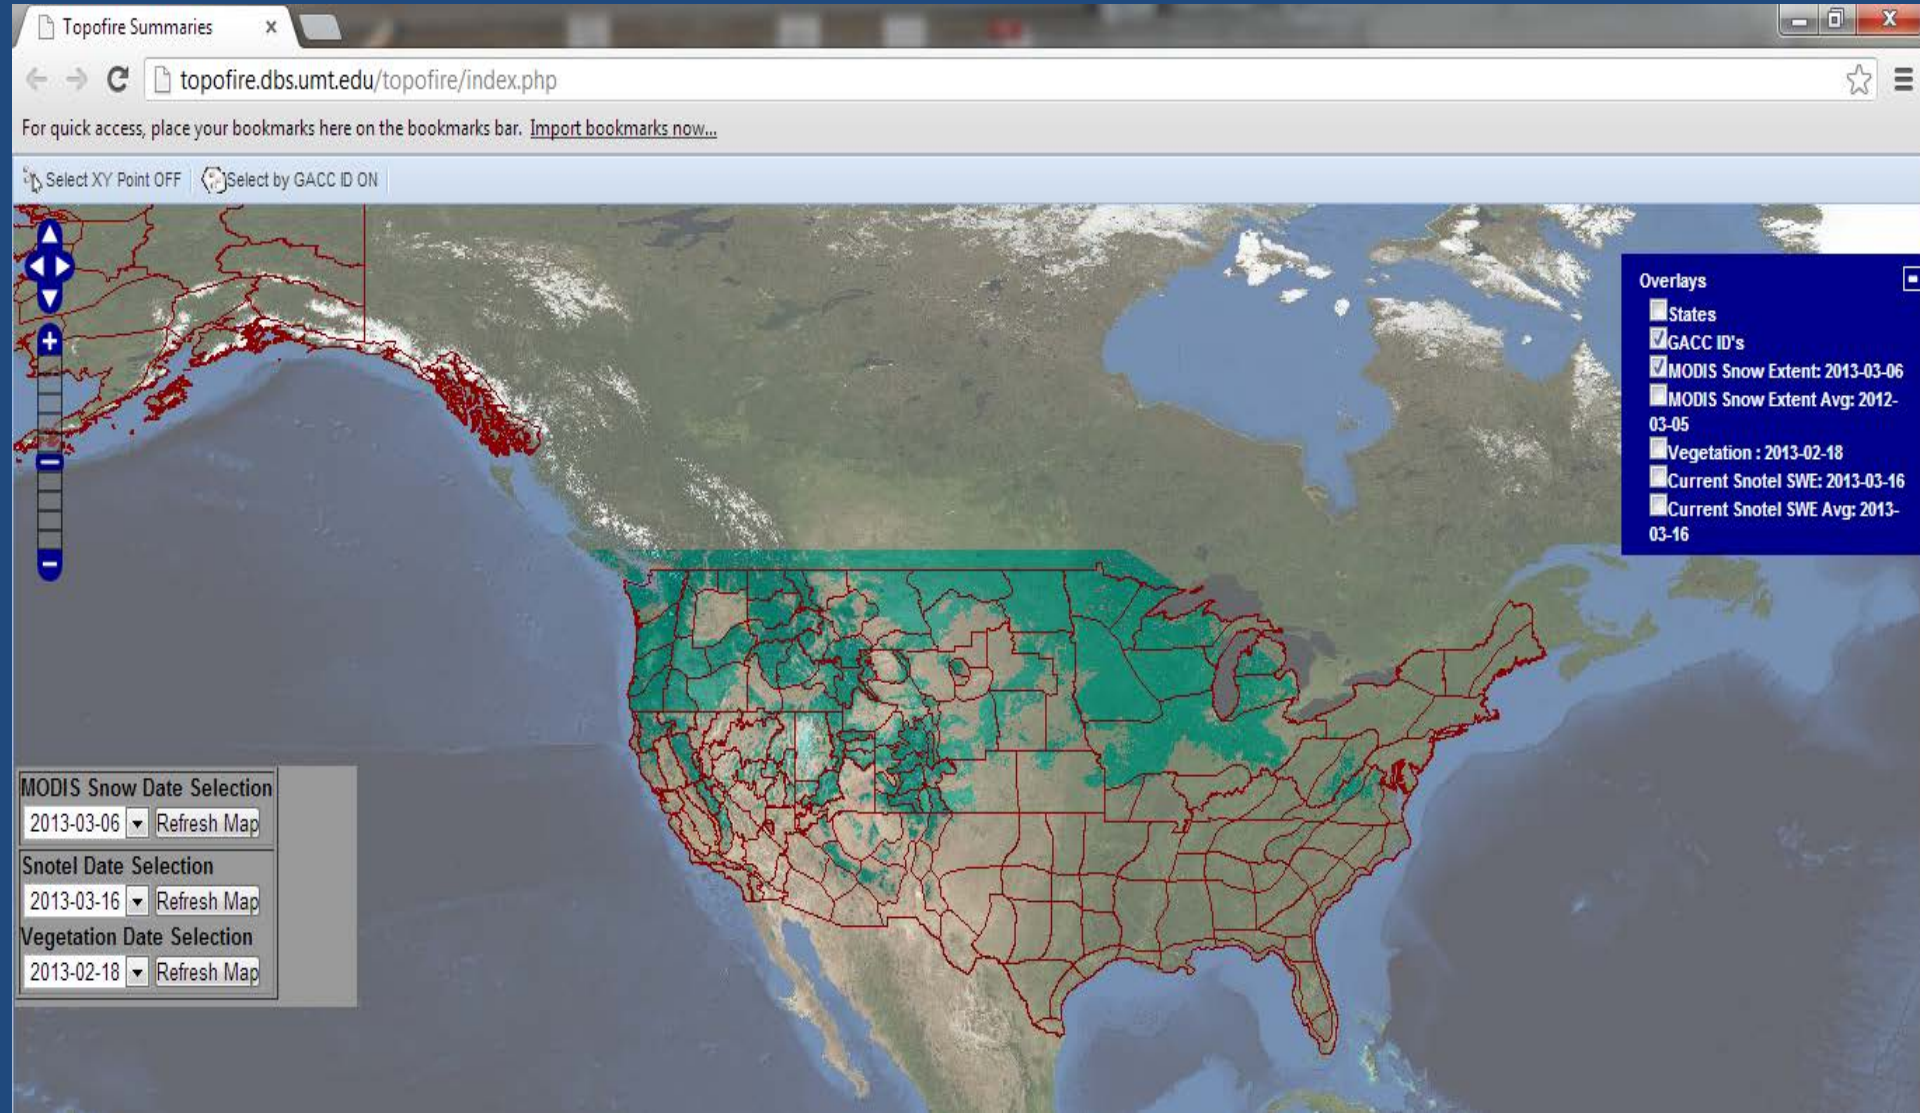 Topofire Summaries
topofire.dbs.umt.edu/topofire/index.php
For quick access, place your bookmarks here on the bookmarks bar. Import bookmarks now...
Select XY Point OFF Select by GACC ID ON
Overlays
States
GACC ID's
MODIS Snow Extent: 2013-03-06
MODIS Snow Extent Avg: 2012-
03-05
Vegetation : 2013-02-18
Current Snotel SWE: 2013-03-16
Current Snotel SWE Avg: 2013-
03-16
MODIS Snow Date Selection
2013-03-06 Refresh Map
Snotel Date Selection
2013-03-16 Refresh Map
Vegetation Date Selection
2013-02-18 Refresh Map